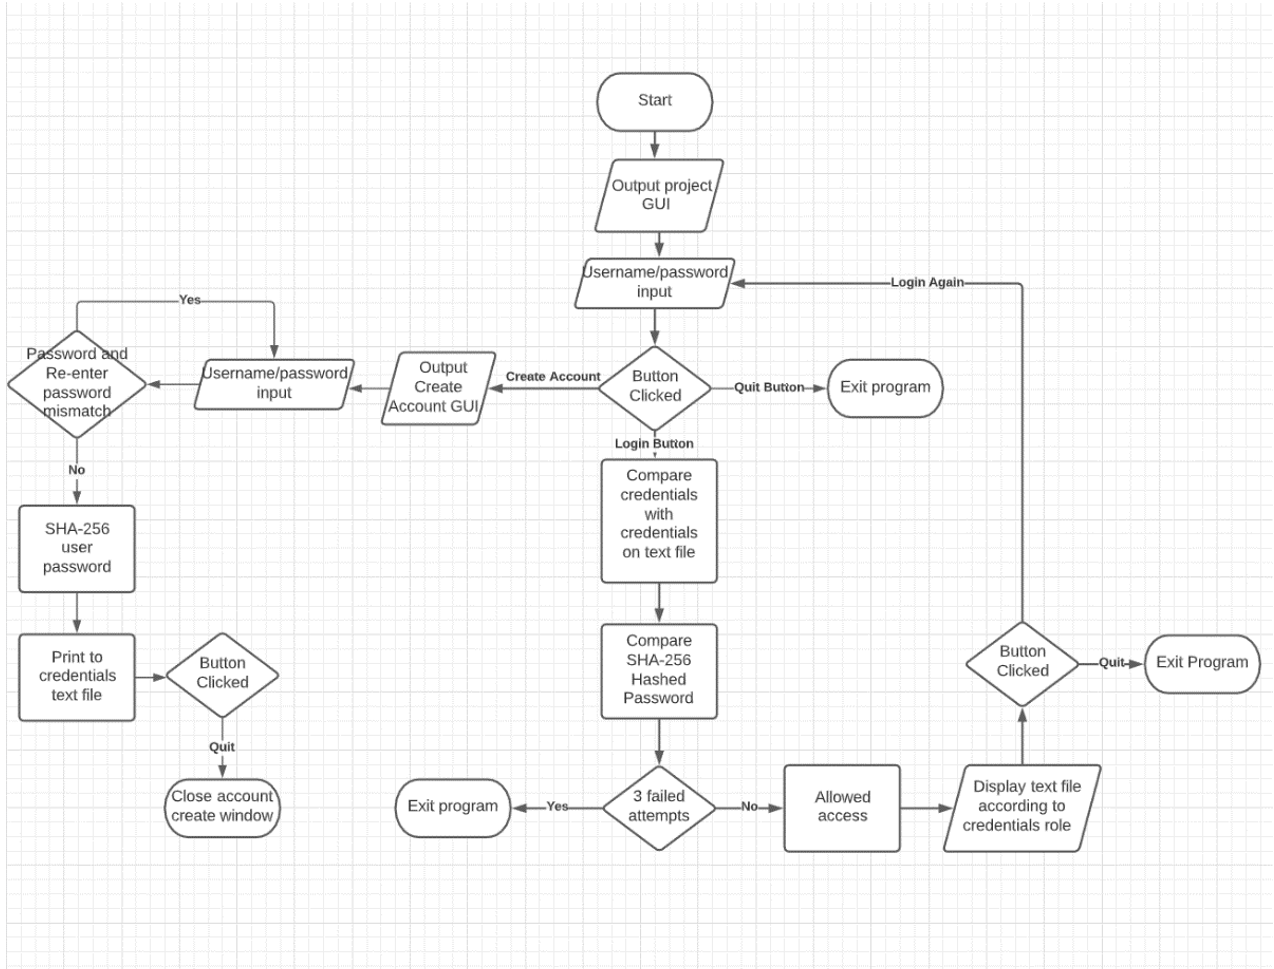 Start
Output project
GUI
Username/password
input
Login Again
Yes
Password and
Re-enter
password
mismatch
Username/password
input
Output
Create
Account GUI
Create Account
Button
Clicked
Quit Button
Exit program
Login Button
No
Compare
credentials
with
credentials
on text file
SHA-256
user
password
Compare
SHA-256
Hashed
Password
Print to
credentials
text file
Button
Clicked
Button
Clicked
Quit
Exit Program
Quit
Close account
create window
Exit program
Yes
3 failed
attempts
No
Allowed
access
Display text file
according to
credentials role